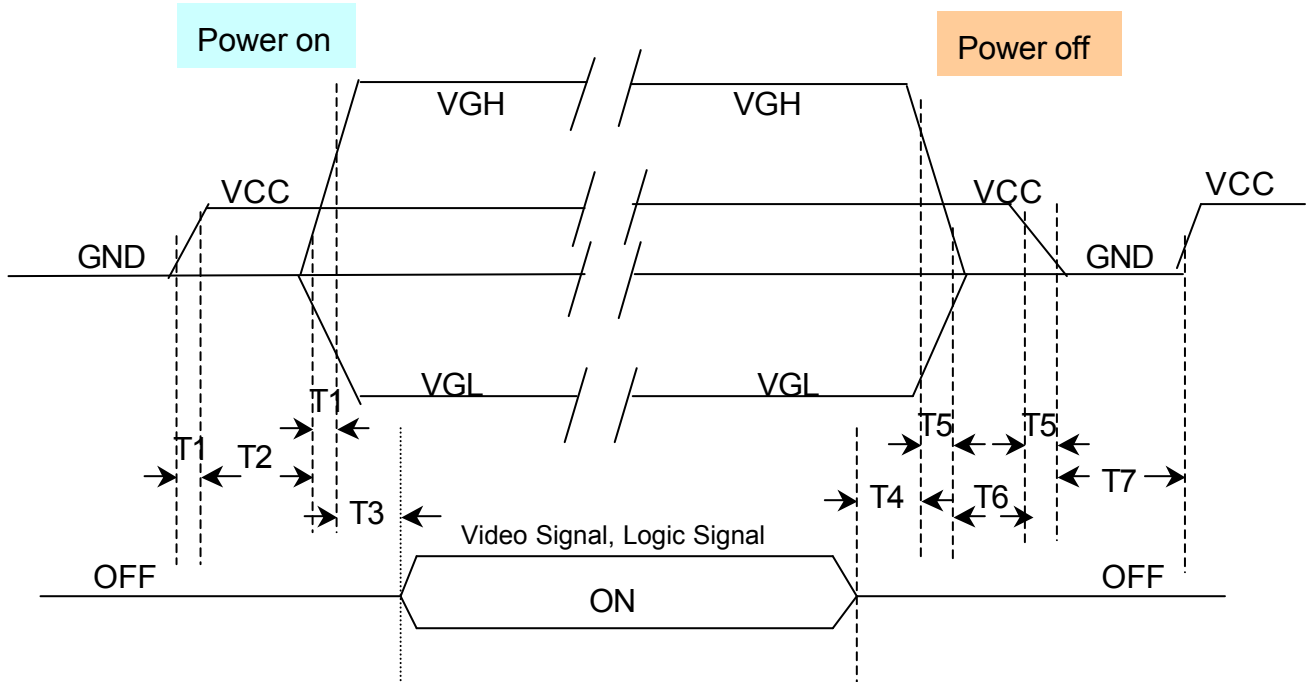 Power on
Power off
VGH
VGH
VCC
VCC
VCC
GND
GND
VGL
VGL
T1
T5
T5
T1
T2
T7
T3
T4
T6
Video Signal, Logic Signal
OFF
OFF
ON